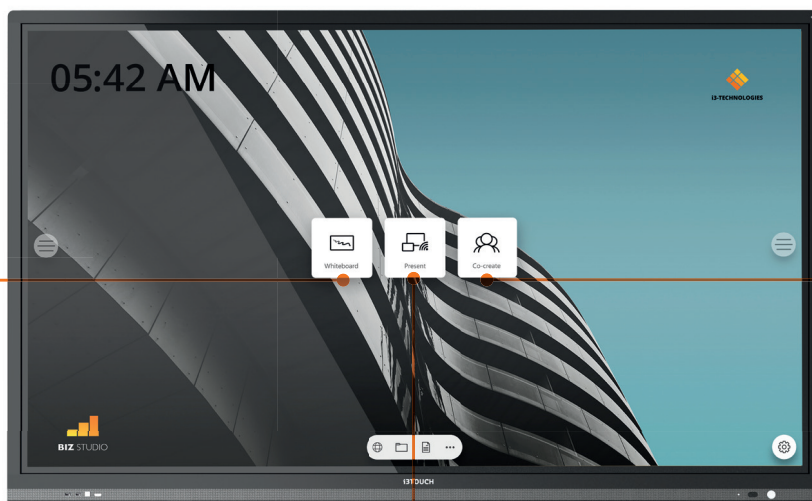 05:42 AM
i3-TECHNOLOGIES
Whiteboard
Present
Co-create
BIZ STUDIO
i3TOUCH